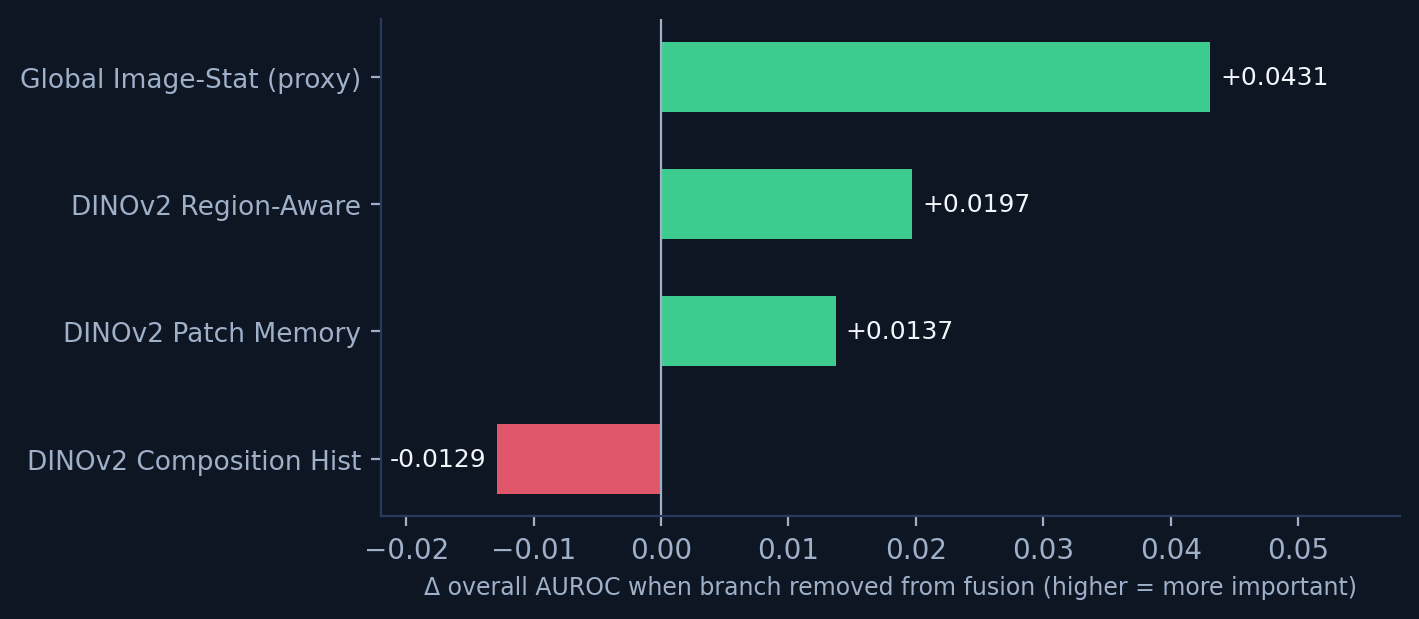 Global Image-Stat (proxy)
+0.0431
DINOv2 Region-Aware
+0.0197
DINOv2 Patch Memory
+0.0137
DINOv2 Composition Hist
-0.0129
−0.02 −0.01 0.00 0.01 0.02 0.03 0.04 0.05
Δ overall AUROC when branch removed from fusion (higher = more important)